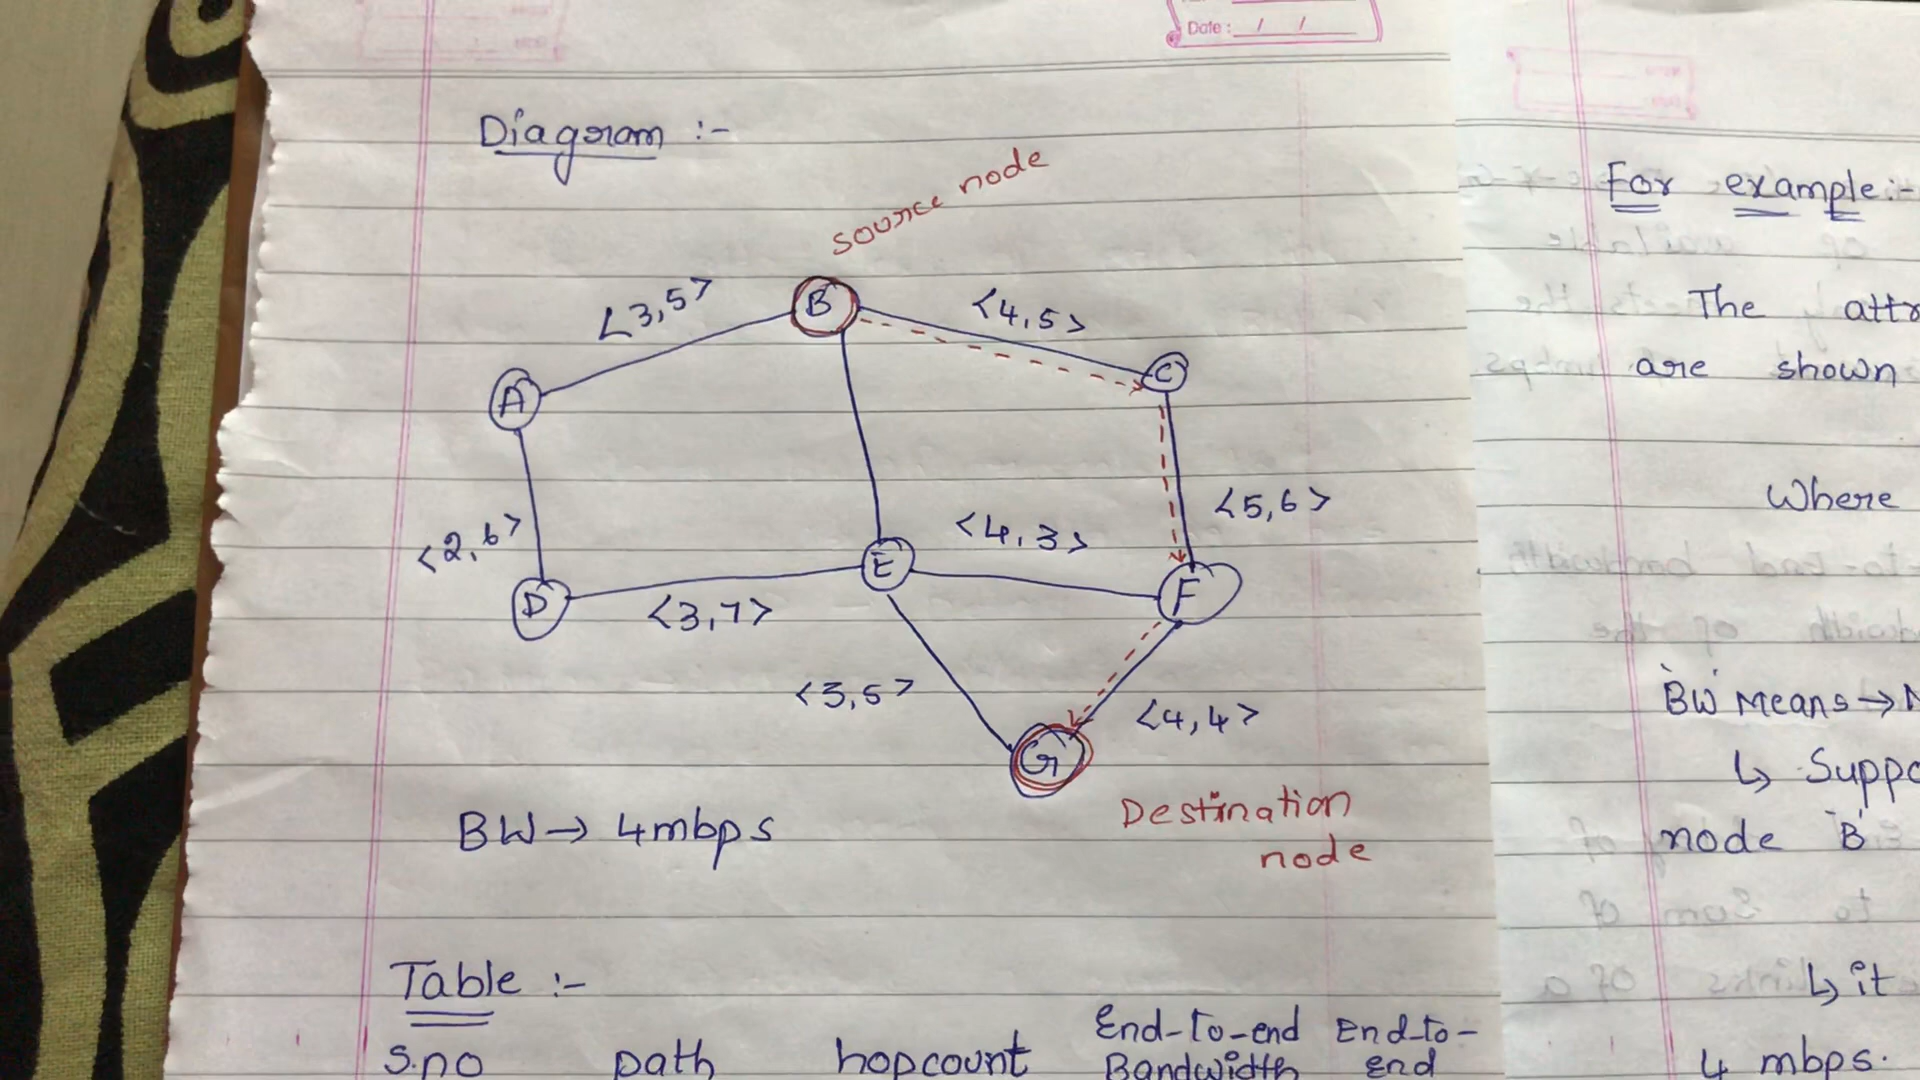 Date : / /
Diagram :-
source node
B
<3,5>
<4,5>
A
C
<2,6>
<5,6>
<4,3>
E
D
F
<3,7>
<3,5>
<4,4>
G
BW → 4mbps
Destination
node
Table :-
S.no path hopcount End-to-end Bandwidth End-to-end
For example:-
The
are shown
Where
'BW' Means →
↳
node 'B'
↳ it
4 mbps.